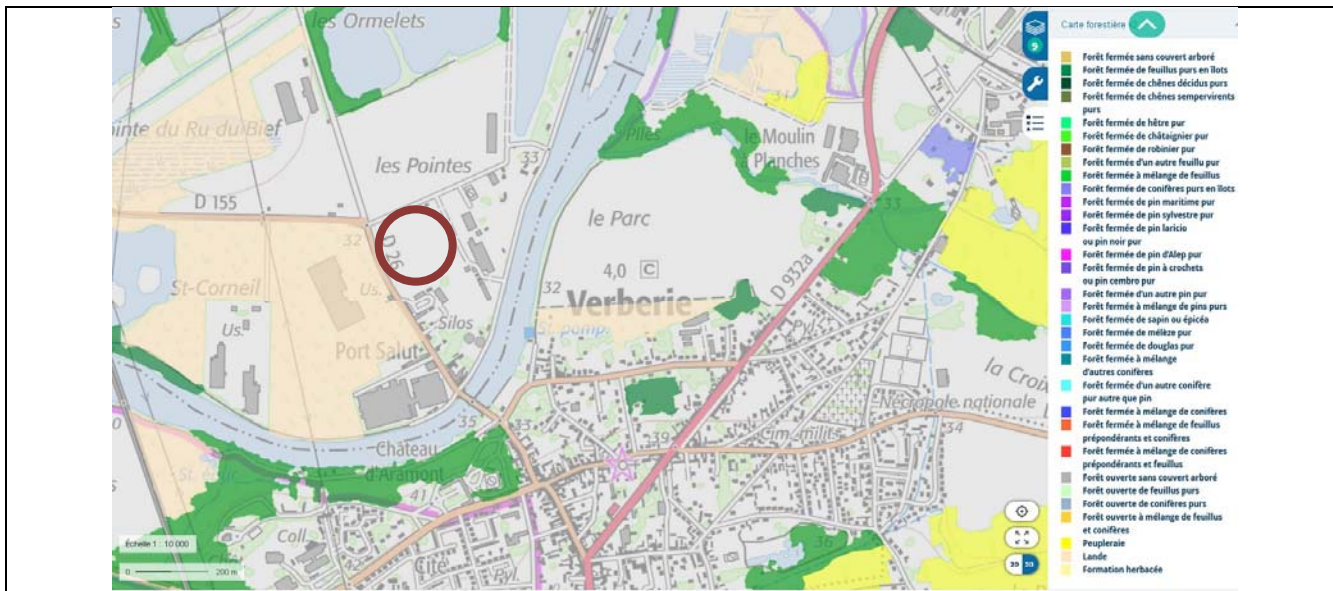 les Ormelets
Carte forestière
9
Pointe du Ru du Bief
les Pointes
33
Piles
31
le Moulin
à Planches
D 155
32
D 26
le Parc
33
St-Corneil
Us.
4,0 C
32
D 932a
Verberie
St. pomp.
Us.
Silos
Pyl.
Port Salut
la Croix
Nécropole nationale
35
33
39
Cim. milit.
34
Château
d'Aramont
St. épur.
41
Coll.
Cité
Pyl.
42
36
Échelle 1 : 10 000
0 200 m
2D 3D
Forêt fermée sans couvert arboré
Forêt fermée de feuillus purs en îlots
Forêt fermée de chênes décidus purs
Forêt fermée de chênes sempervirents
purs
Forêt fermée de hêtre pur
Forêt fermée de châtaignier pur
Forêt fermée de robinier pur
Forêt fermée d'un autre feuillu pur
Forêt fermée à mélange de feuillus
Forêt fermée de conifères purs en îlots
Forêt fermée de pin maritime pur
Forêt fermée de pin sylvestre pur
Forêt fermée de pin laricio
ou pin noir pur
Forêt fermée de pin d'Alep pur
Forêt fermée de pin à crochets
ou pin cembro pur
Forêt fermée d'un autre pin pur
Forêt fermée à mélange de pins purs
Forêt fermée de sapin ou épicéa
Forêt fermée de mélèze pur
Forêt fermée de douglas pur
Forêt fermée à mélange
d'autres conifères
Forêt fermée d'un autre conifère
pur autre que pin
Forêt fermée à mélange de conifères
Forêt fermée à mélange de feuillus
prépondérants et conifères
Forêt fermée à mélange de conifères
prépondérants et feuillus
Forêt ouverte sans couvert arboré
Forêt ouverte de feuillus purs
Forêt ouverte de conifères purs
Forêt ouverte à mélange de feuillus
et conifères
Peupleraie
Lande
Formation herbacée